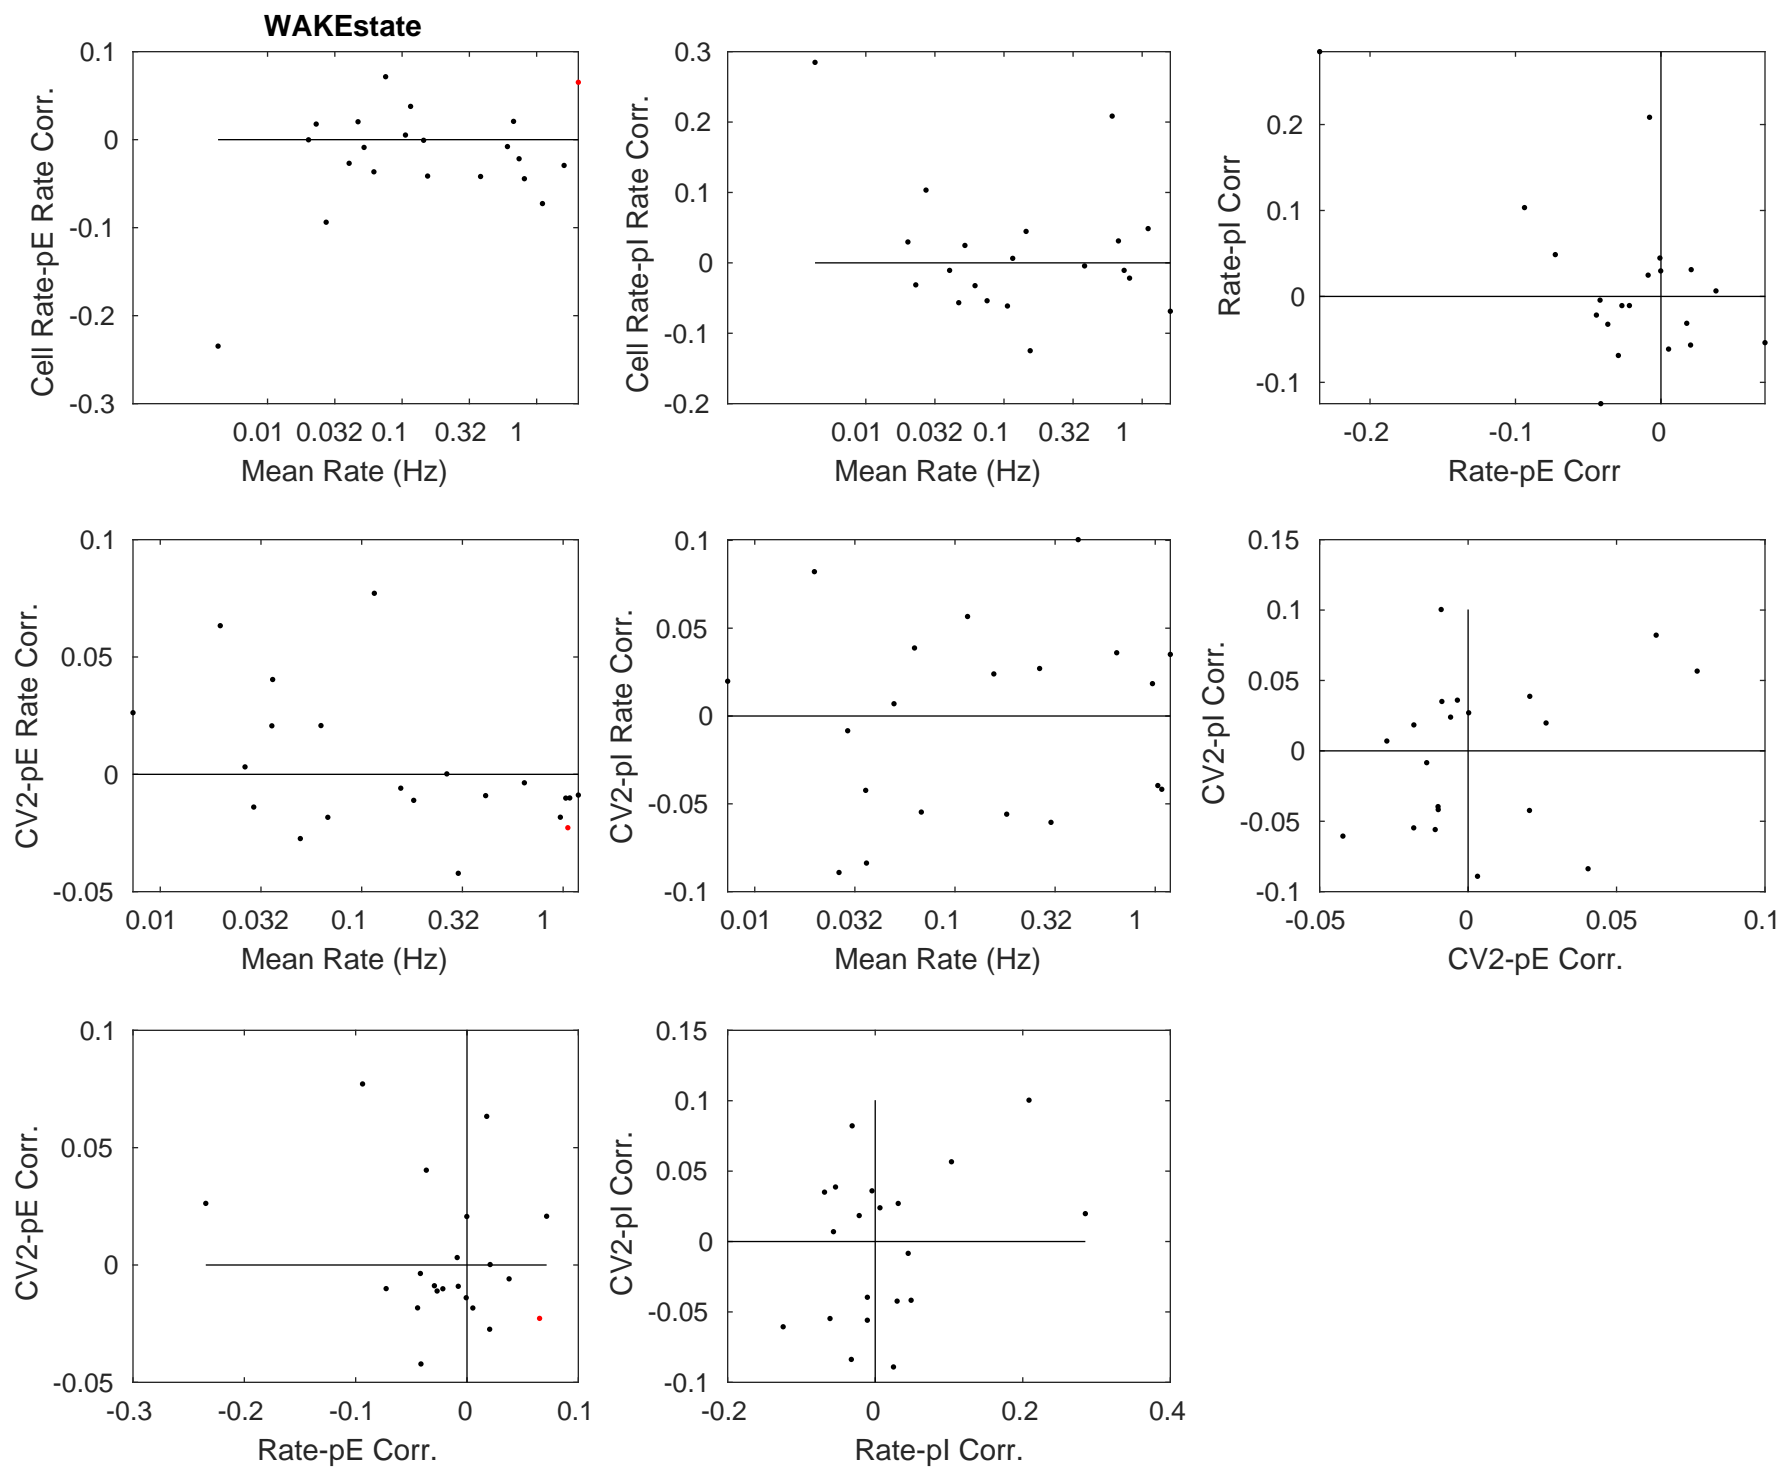 WAKEstate
0.1
0
-0.1
-0.2
-0.3
Cell Rate-pE Rate Corr.
0.01 0.032 0.1 0.32 1
Mean Rate (Hz)
0.3
0.2
0.1
0
-0.1
-0.2
Cell Rate-pI Rate Corr.
0.01 0.032 0.1 0.32 1
Mean Rate (Hz)
0.2
0.1
0
-0.1
Rate-pI Corr
-0.2 -0.1 0
Rate-pE Corr
0.1
0.05
0
-0.05
CV2-pE Rate Corr.
0.01 0.032 0.1 0.32 1
Mean Rate (Hz)
0.1
0.05
0
-0.05
-0.1
CV2-pI Rate Corr.
0.01 0.032 0.1 0.32 1
Mean Rate (Hz)
0.15
0.1
0.05
0
-0.05
-0.1
CV2-pI Corr.
-0.05 0 0.05 0.1
CV2-pE Corr.
0.1
0.05
0
-0.05
CV2-pE Corr.
-0.3 -0.2 -0.1 0 0.1
Rate-pE Corr.
0.15
0.1
0.05
0
-0.05
-0.1
CV2-pI Corr.
-0.2 0 0.2 0.4
Rate-pI Corr.